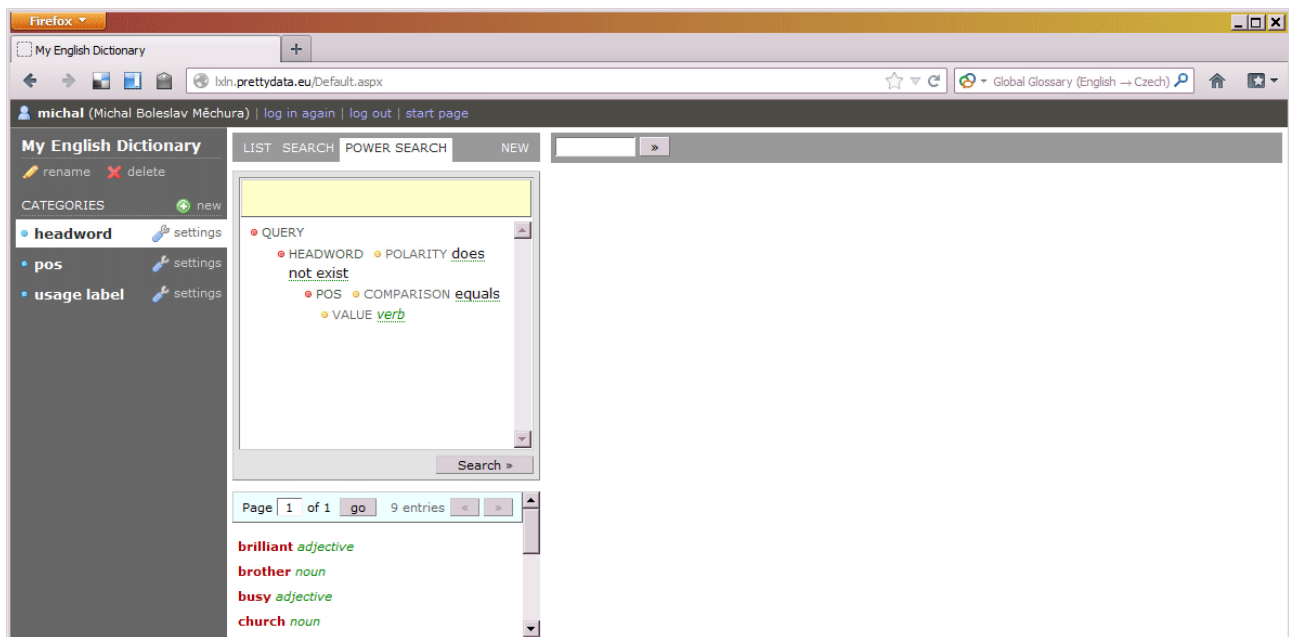 Firefox
My English Dictionary
+
lxln.prettydata.eu/Default.aspx
Global Glossary (English → Czech)
michal (Michal Boleslav Měchura) | log in again | log out | start page
My English Dictionary
rename delete
CATEGORIES new
headword settings
pos settings
usage label settings
LIST SEARCH POWER SEARCH NEW
»
QUERY
HEADWORD POLARITY does
not exist
POS COMPARISON equals
VALUE verb
Search »
Page 1 of 1 go 9 entries « »
brilliant adjective
brother noun
busy adjective
church noun